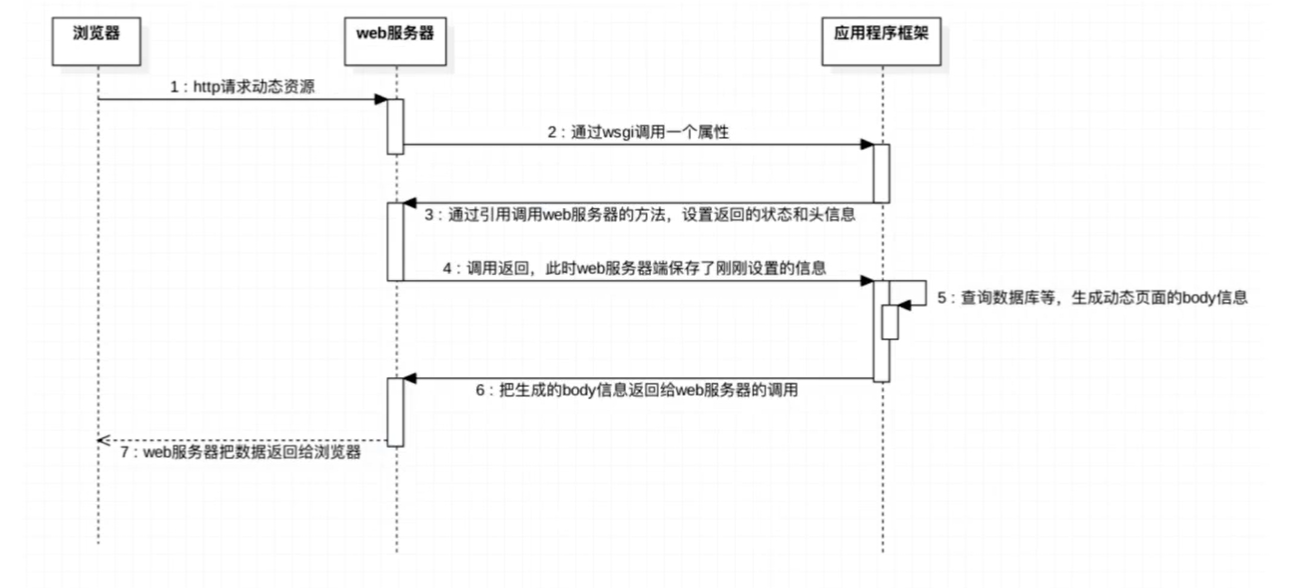 浏览器
web服务器
应用程序框架
1：http请求动态资源
2：通过wsgi调用一个属性
3：通过引用调用web服务器的方法，设置返回的状态和头信息
4：调用返回，此时web服务器端保存了刚刚设置的信息
5：查询数据库等，生成动态页面的body信息
6：把生成的body信息返回给web服务器的调用
7：web服务器把数据返回给浏览器